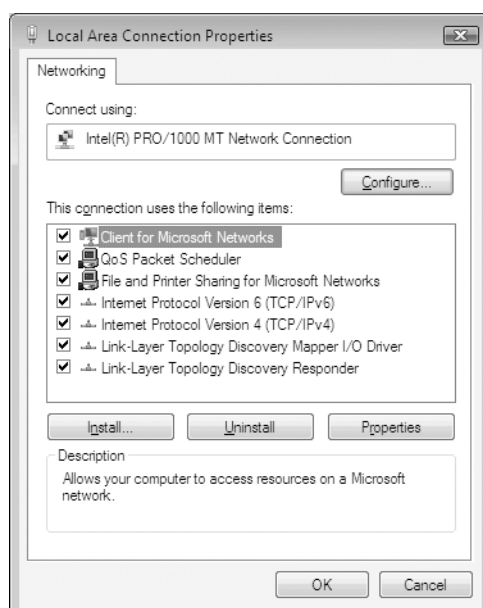 Local Area Connection Properties
Networking
Connect using:
Intel(R) PRO/1000 MT Network Connection
Configure...
This connection uses the following items:
Client for Microsoft Networks
QoS Packet Scheduler
File and Printer Sharing for Microsoft Networks
Internet Protocol Version 6 (TCP/IPv6)
Internet Protocol Version 4 (TCP/IPv4)
Link-Layer Topology Discovery Mapper I/O Driver
Link-Layer Topology Discovery Responder
Install... Uninstall Properties
Description
Allows your computer to access resources on a Microsoft
network.
OK Cancel